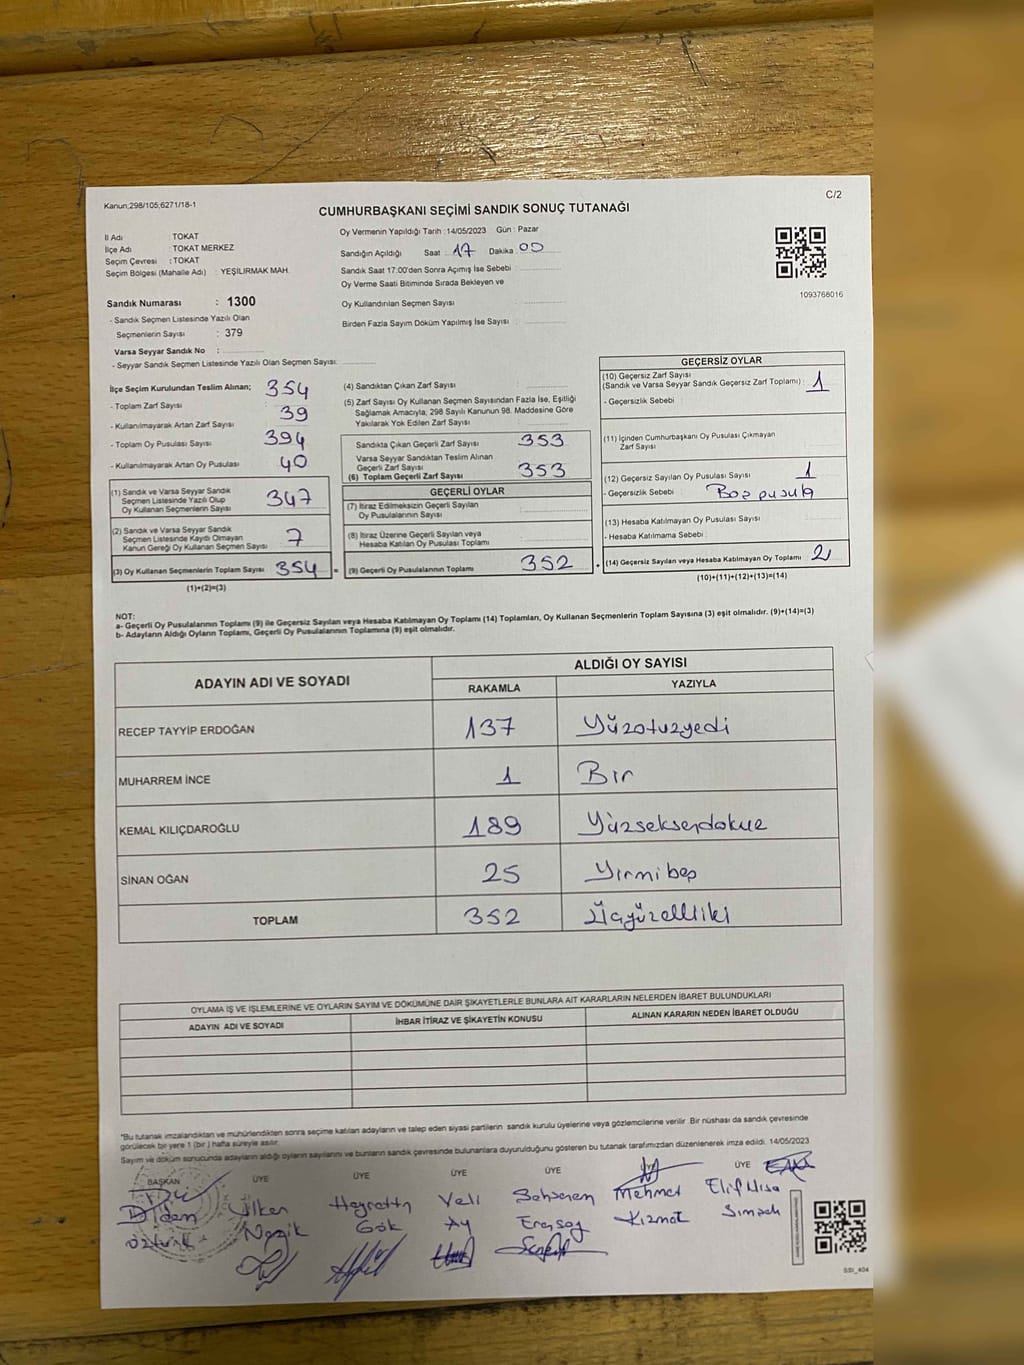 C/2
Kanun;298/105;6271/18-1
CUMHURBAŞKANI SEÇİMİ SANDIK SONUÇ TUTANAĞI
İl Adı : TOKAT
İlçe Adı : TOKAT MERKEZ
Seçim Çevresi : TOKAT
Seçim Bölgesi (Mahalle Adı) : YEŞİLIRMAK MAH.
Sandık Numarası : 1300
- Sandık Seçmen Listesinde Yazılı Olan
Seçmenlerin Sayısı : 379
Varsa Seyyar Sandık No :
- Seyyar Sandık Seçmen Listesinde Yazılı Olan Seçmen Sayısı:
Oy Vermenin Yapıldığı Tarih : 14/05/2023 Gün : Pazar
Sandığın Açıldığı Saat 17 Dakika : 00
Sandık Saat 17:00'den Sonra Açımış İse Sebebi :
Oy Verme Saati Bitiminde Sırada Bekleyen ve
Oy Kullandırılan Seçmen Sayısı :
Birden Fazla Sayım Döküm Yapılmış İse Sayısı :
1093768016
İlçe Seçim Kurulundan Teslim Alınan;
- Toplam Zarf Sayısı : 354
- Kullanılmayarak Artan Zarf Sayısı : 39
- Toplam Oy Pusulası Sayısı : 394
- Kullanılmayarak Artan Oy Pusulası : 40
(1) Sandık ve Varsa Seyyar Sandık
Seçmen Listesinde Yazılı Olup
Oy Kullanan Seçmenlerin Sayısı : 347
(2) Sandık ve Varsa Seyyar Sandık
Seçmen Listesinde Kaydı Olmayan
Kanun Gereği Oy Kullanan Seçmen Sayısı : 7
(3) Oy Kullanan Seçmenlerin Toplam Sayısı : 354 =
(1)+(2)=(3)
(4) Sandıktan Çıkan Zarf Sayısı :
(5) Zarf Sayısı Oy Kullanan Seçmen Sayısından Fazla İse, Eşitliği
Sağlamak Amacıyla, 298 Sayılı Kanunun 98. Maddesine Göre
Yakılarak Yok Edilen Zarf Sayısı :
Sandıkta Çıkan Geçerli Zarf Sayısı : 353
Varsa Seyyar Sandıktan Teslim Alınan
Geçerli Zarf Sayısı :
(6) Toplam Geçerli Zarf Sayısı : 353
GEÇERLİ OYLAR
(7) İtiraz Edilmeksizin Geçerli Sayılan
Oy Pusulalarının Sayısı :
(8) İtiraz Üzerine Geçerli Sayılan veya
Hesaba Katılan Oy Pusulası Toplamı :
(9) Geçerli Oy Pusulalarının Toplamı : 352 +
GEÇERSİZ OYLAR
(10) Geçersiz Zarf Sayısı
(Sandık ve Varsa Seyyar Sandık Geçersiz Zarf Toplamı) : 1
- Geçersizlik Sebebi :
(11) İçinden Cumhurbaşkanı Oy Pusulası Çıkmayan
Zarf Sayısı :
(12) Geçersiz Sayılan Oy Pusulası Sayısı : 1
- Geçersizlik Sebebi : Boş pusula
(13) Hesaba Katılmayan Oy Pusulası Sayısı :
- Hesaba Katılmama Sebebi :
(14) Geçersiz Sayılan veya Hesaba Katılmayan Oy Toplamı : 2
(10)+(11)+(12)+(13)=(14)
NOT:
a- Geçerli Oy Pusulalarının Toplamı (9) ile Geçersiz Sayılan veya Hesaba Katılmayan Oy Toplamı (14) Toplamları, Oy Kullanan Seçmenlerin Toplam Sayısına (3) eşit olmalıdır. (9)+(14)=(3)
b- Adayların Aldığı Oyların Toplamı, Geçerli Oy Pusulalarının Toplamına (9) eşit olmalıdır.
ADAYIN ADI VE SOYADI
ALDIĞI OY SAYISI
RAKAMLA YAZIYLA
RECEP TAYYİP ERDOĞAN 137 Yüzotuzyedi
MUHARREM İNCE 1 Bir
KEMAL KILIÇDAROĞLU 189 Yüzseksendokuz
SİNAN OĞAN 25 Yirmibeş
TOPLAM 352 Üçyüzelliiki
OYLAMA İŞ VE İŞLEMLERİNE VE OYLARIN SAYIM VE DÖKÜMÜNE DAİR ŞİKAYETLERLE BUNLARA AİT KARARLARIN NELERDEN İBARET BULUNDUKLARI
ADAYIN ADI VE SOYADI İHBAR İTİRAZ VE ŞİKAYETİN KONUSU ALINAN KARARIN NEDEN İBARET OLDUĞU
*Bu tutanak imzalandıktan ve mühürlendikten sonra seçime katılan adayların ve talep eden siyasi partilerin sandık kurulu üyelerine veya gözlemcilerine verilir. Bir nüshası da sandık çevresinde
görülecek bir yere 1 (bir) hafta süreyle asılır.
Sayım ve döküm sonucunda adayların aldığı oyların sayılarını ve bunların sandık çevresinde bulunanlara duyurulduğunu gösteren bu tutanak tarafımızdan düzenlenerek imza edildi. 14/05/2023
BAŞKAN ÜYE ÜYE ÜYE ÜYE ÜYE
Didem İlker Hayrettin Veli Şehsenem Mehmet Elif Nisa
Öztürk Nazik Gök Ay Ersoy Kızmat Şimşek
SSI_404